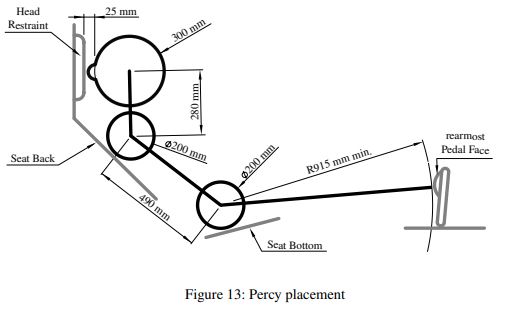 Head
Restraint
25 mm
300 mm
280 mm
Ø200 mm
Seat Back
490 mm
Ø200 mm
R915 mm min.
rearmost
Pedal Face
Seat Bottom
Figure 13: Percy placement